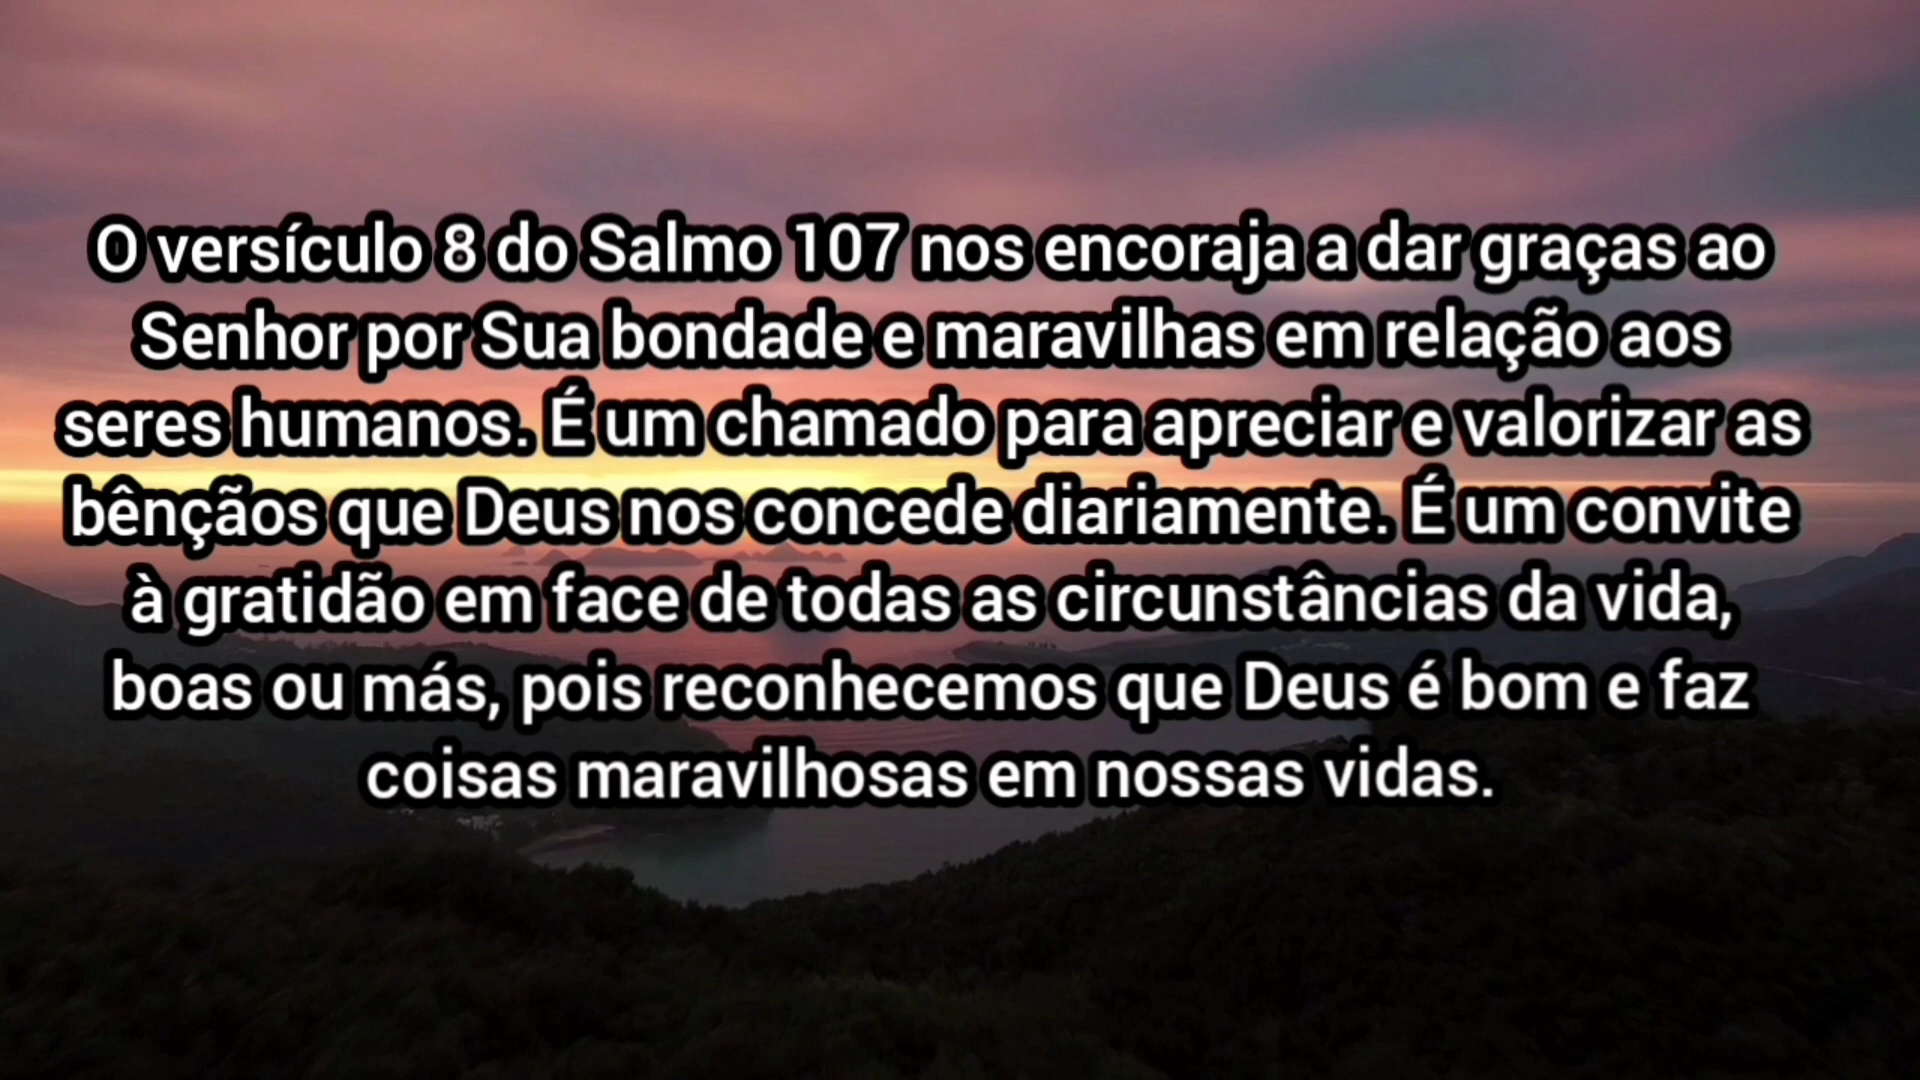 O versículo 8 do Salmo 107 nos encoraja a dar graças ao
Senhor por Sua bondade e maravilhas em relação aos
seres humanos. É um chamado para apreciar e valorizar as
bênçãos que Deus nos concede diariamente. É um convite
à gratidão em face de todas as circunstâncias da vida,
boas ou más, pois reconhecemos que Deus é bom e faz
coisas maravilhosas em nossas vidas.